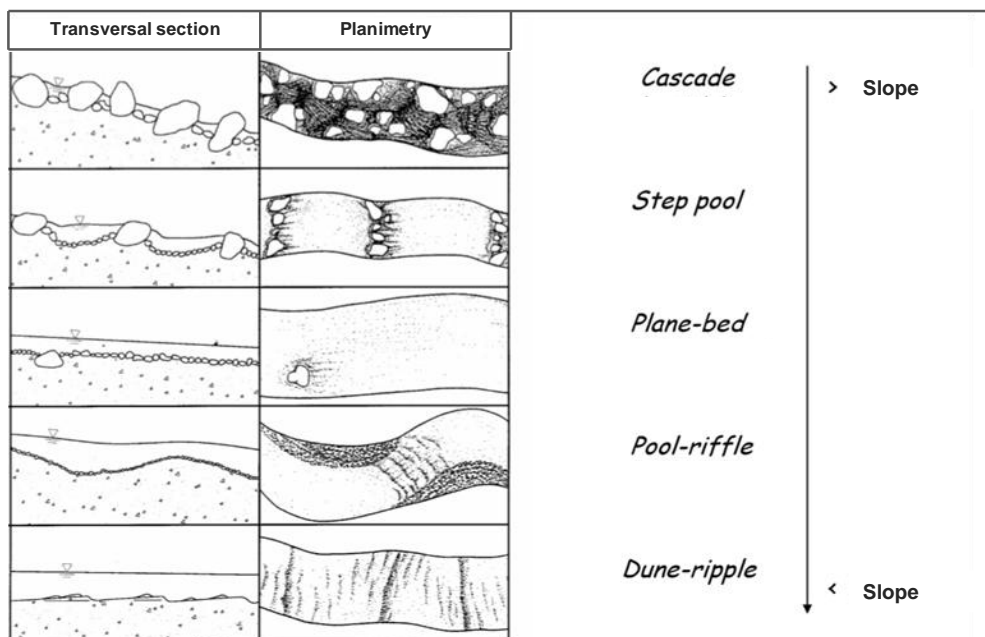 Transversal section
Planimetry
Cascade
> Slope
Step pool
Plane-bed
Pool-riffle
Dune-ripple
< Slope